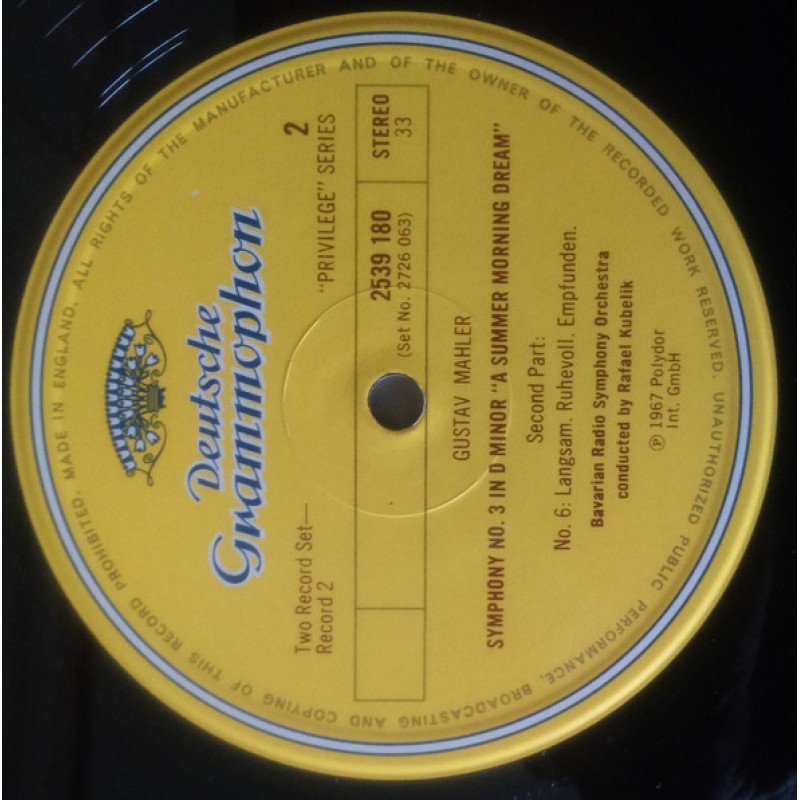 MADE IN ENGLAND. ALL RIGHTS OF THE MANUFACTURER AND OF THE OWNER OF THE RECORDED WORK RESERVED. UNAUTHORIZED PUBLIC PERFORMANCE, BROADCASTING AND COPYING OF THIS RECORD PROHIBITED.
Deutsche
Grammophon
Two Record Set—
Record 2
2
"PRIVILEGE" SERIES
2539 180
(Set No. 2726 063)
STEREO
33
GUSTAV MAHLER
SYMPHONY NO. 3 IN D MINOR "A SUMMER MORNING DREAM"
Second Part:
No. 6: Langsam. Ruhevoll. Empfunden.
Bavarian Radio Symphony Orchestra
conducted by Rafael Kubelik
℗ 1967 Polydor
Int. GmbH